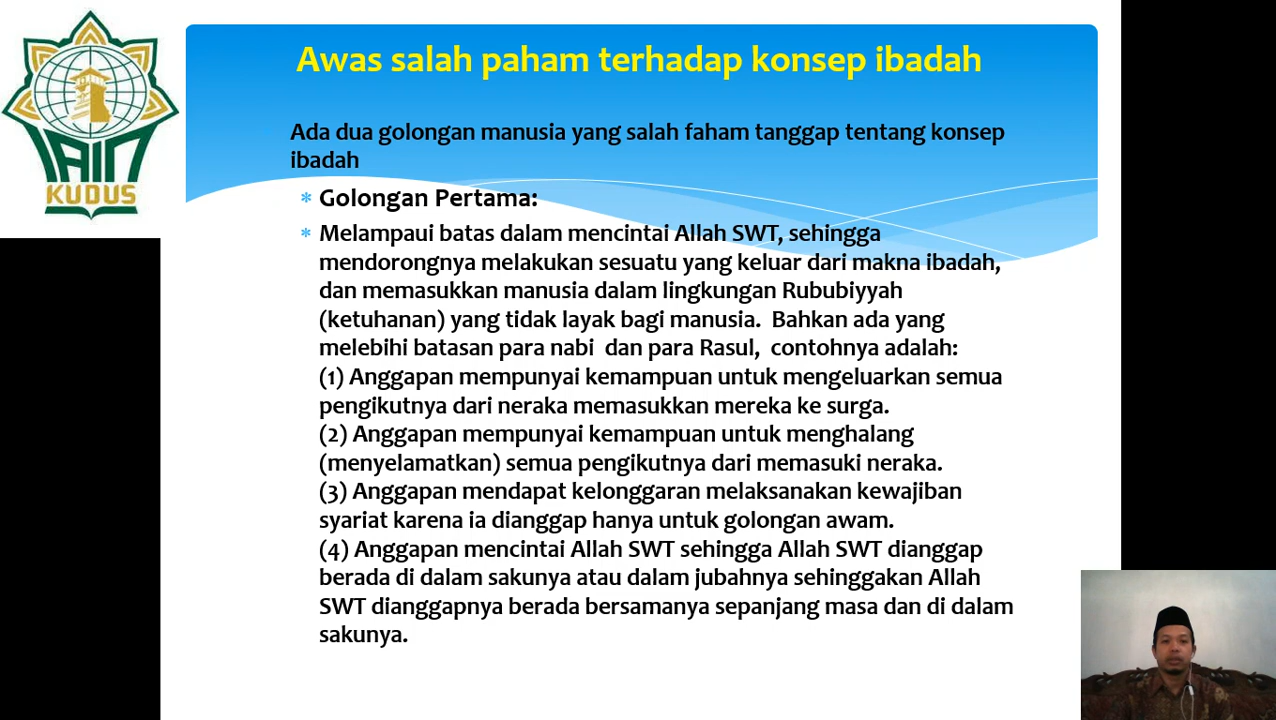 IAIN
KUDUS
Awas salah paham terhadap konsep ibadah
Ada dua golongan manusia yang salah faham tanggap tentang konsep
ibadah
* Golongan Pertama:
* Melampaui batas dalam mencintai Allah SWT, sehingga
mendorongnya melakukan sesuatu yang keluar dari makna ibadah,
dan memasukkan manusia dalam lingkungan Rububiyyah
(ketuhanan) yang tidak layak bagi manusia.  Bahkan ada yang
melebihi batasan para nabi  dan para Rasul,  contohnya adalah:
(1) Anggapan mempunyai kemampuan untuk mengeluarkan semua
pengikutnya dari neraka memasukkan mereka ke surga.
(2) Anggapan mempunyai kemampuan untuk menghalang
(menyelamatkan) semua pengikutnya dari memasuki neraka.
(3) Anggapan mendapat kelonggaran melaksanakan kewajiban
syariat karena ia dianggap hanya untuk golongan awam.
(4) Anggapan mencintai Allah SWT sehingga Allah SWT dianggap
berada di dalam sakunya atau dalam jubahnya sehinggakan Allah
SWT dianggapnya berada bersamanya sepanjang masa dan di dalam
sakunya.